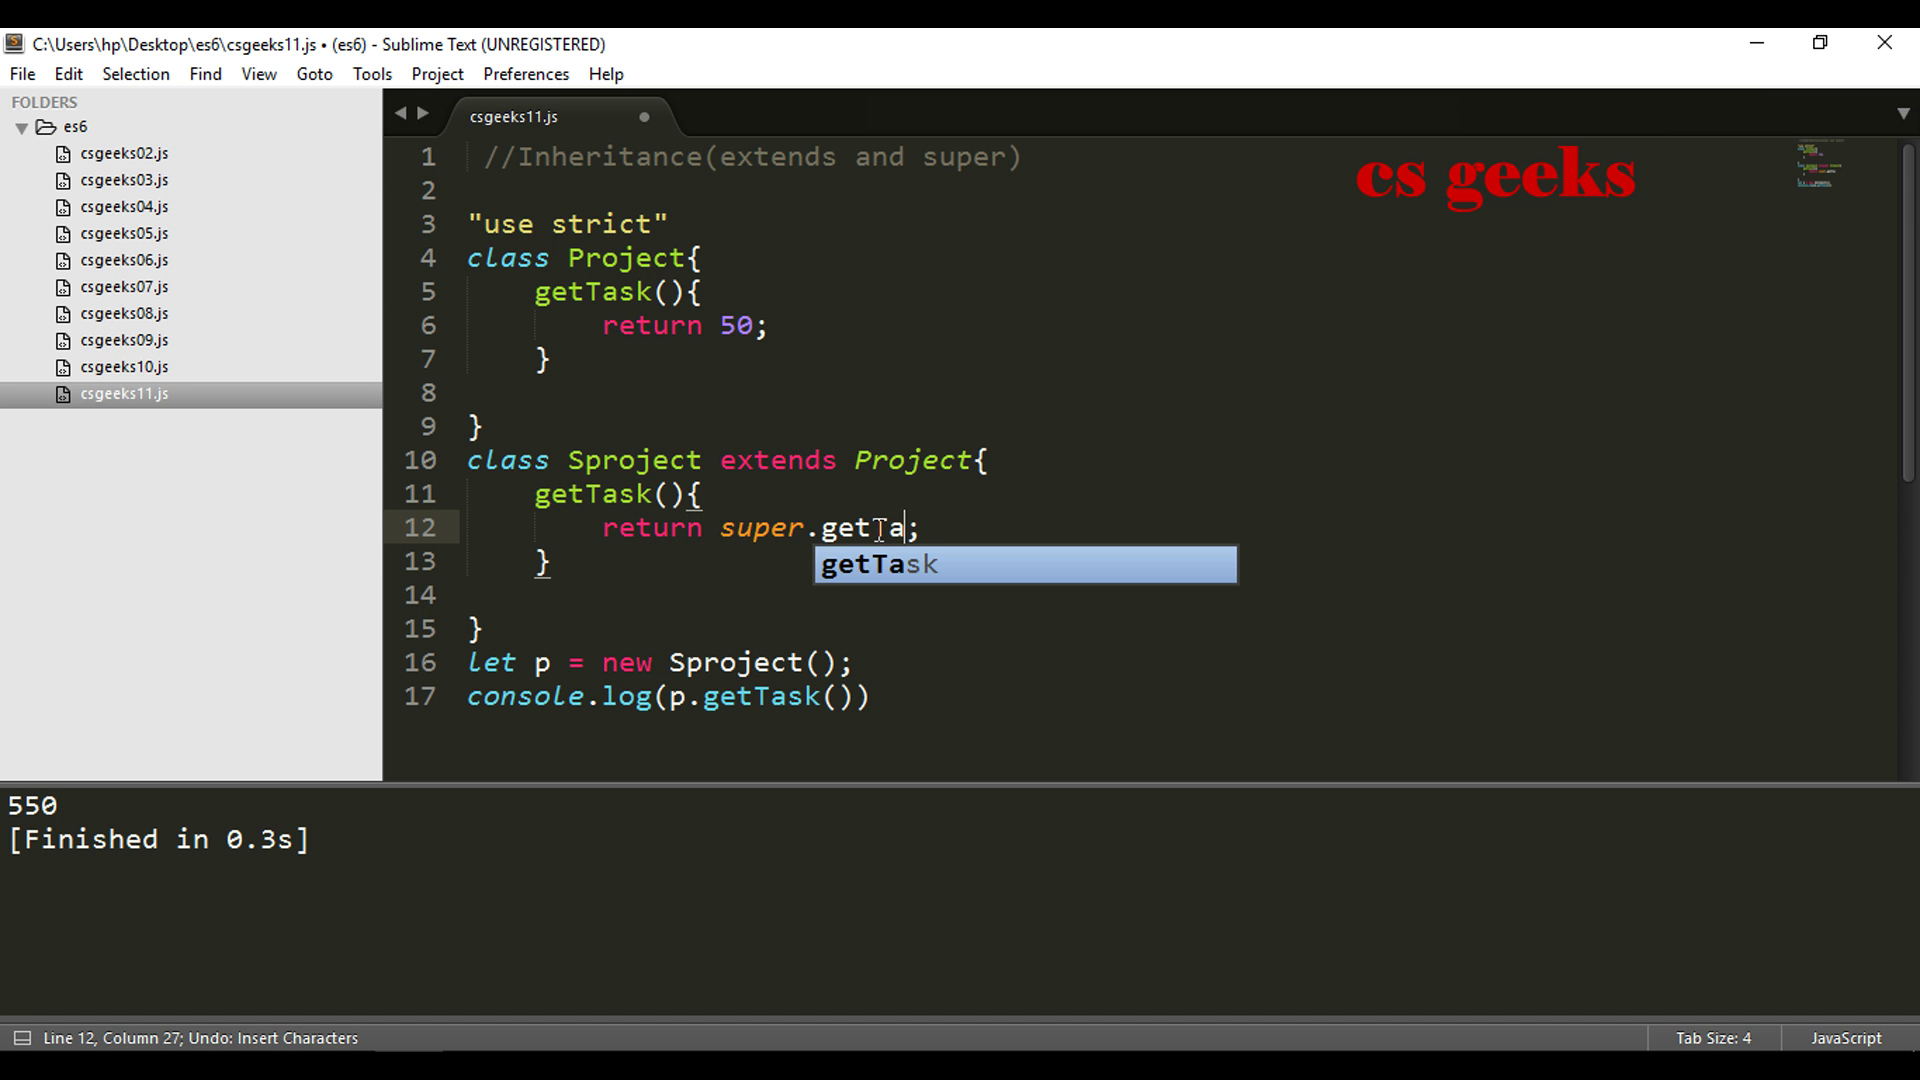 C:\Users\hp\Desktop\es6\csgeeks11.js • (es6) - Sublime Text (UNREGISTERED)
File Edit Selection Find View Goto Tools Project Preferences Help
FOLDERS
es6
csgeeks02.js
csgeeks03.js
csgeeks04.js
csgeeks05.js
csgeeks06.js
csgeeks07.js
csgeeks08.js
csgeeks09.js
csgeeks10.js
csgeeks11.js
csgeeks11.js
cs geeks
1 //Inheritance(extends and super)
2
3 "use strict"
4 class Project{
5 getTask(){
6 return 50;
7 }
8
9 }
10 class Sproject extends Project{
11 getTask(){
12 return super.getTa;
getTask
13 }
14
15 }
16 let p = new Sproject();
17 console.log(p.getTask())
550
[Finished in 0.3s]
Line 12, Column 27; Undo: Insert Characters
Tab Size: 4
JavaScript